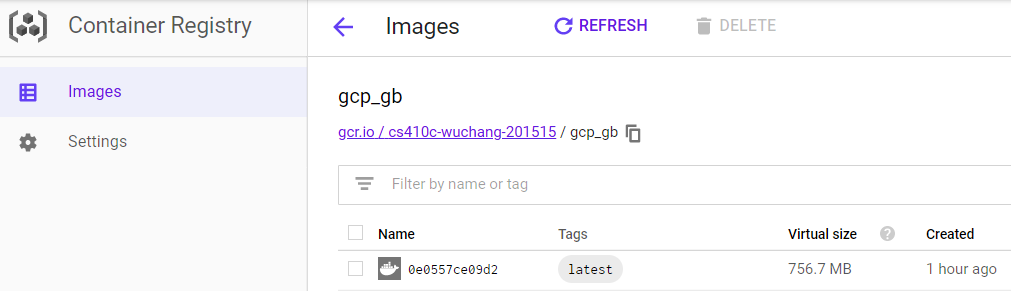 Container Registry
Images
Settings
Images REFRESH DELETE
gcp_gb
gcr.io / cs410c-wuchang-201515 / gcp_gb
Filter by name or tag
Name Tags Virtual size ? Created
0e0557ce09d2 latest 756.7 MB 1 hour ago